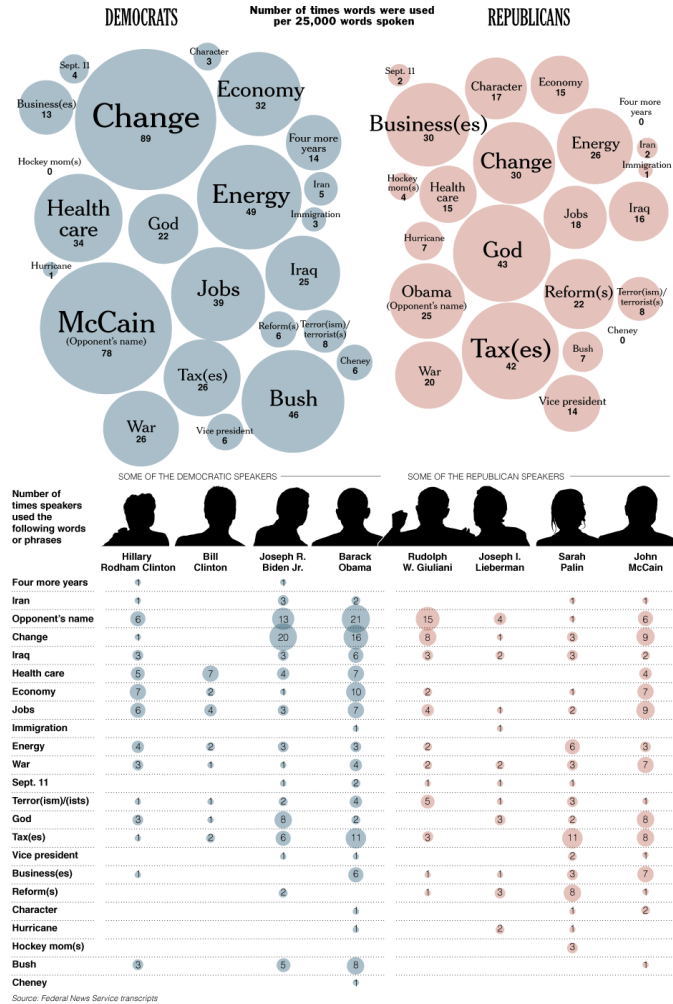 DEMOCRATS
Number of times words were used
per 25,000 words spoken
REPUBLICANS
Character
3
Sept. 11
4
Economy
32
Business(es)
13
Change
89
Four more
years
14
Hockey mom(s)
0
Energy
49
Iran
5
Health
care
34
God
22
Immigration
3
Hurricane
1
Jobs
39
Iraq
25
McCain
(Opponent's name)
78
Reform(s)
6
Terror(ism)/
terrorist(s)
8
Cheney
6
Tax(es)
26
Bush
46
War
26
Vice president
6
Sept. 11
2
Character
17
Economy
15
Four more
years
0
Business(es)
30
Change
30
Energy
26
Iran
2
Immigration
1
Hockey
mom(s)
4
Health
care
15
Jobs
18
Iraq
16
Hurricane
7
God
43
Obama
(Opponent's name)
25
Reform(s)
22
Terror(ism)/
terrorist(s)
8
Cheney
0
Tax(es)
42
Bush
7
War
20
Vice president
14
SOME OF THE DEMOCRATIC SPEAKERS
SOME OF THE REPUBLICAN SPEAKERS
Number of
times speakers
used the
following words
or phrases
Hillary
Rodham Clinton
Bill
Clinton
Joseph R.
Biden Jr.
Barack
Obama
Rudolph
W. Giuliani
Joseph I.
Lieberman
Sarah
Palin
John
McCain
Four more years 1 1
Iran 1 3 2 1 1
Opponent's name 6 13 21 15 4 1 6
Change 1 20 16 8 1 3 9
Iraq 3 3 6 3 2 3 2
Health care 5 7 4 7 4
Economy 7 2 1 10 2 1 7
Jobs 6 4 3 7 4 1 2 9
Immigration 1 1
Energy 4 2 3 3 2 6 3
War 3 1 1 4 2 2 3 7
Sept. 11 1 2 1 1 1
Terror(ism)/(ists) 1 1 2 4 5 1 3 1
God 3 1 8 2 3 2 8
Tax(es) 1 2 6 11 3 11 8
Vice president 1 1 2 1
Business(es) 1 6 1 1 3 7
Reform(s) 2 1 3 8 1
Character 1 1 2
Hurricane 1 2 1
Hockey mom(s) 3
Bush 3 5 8 1
Cheney 1
Source: Federal News Service transcripts